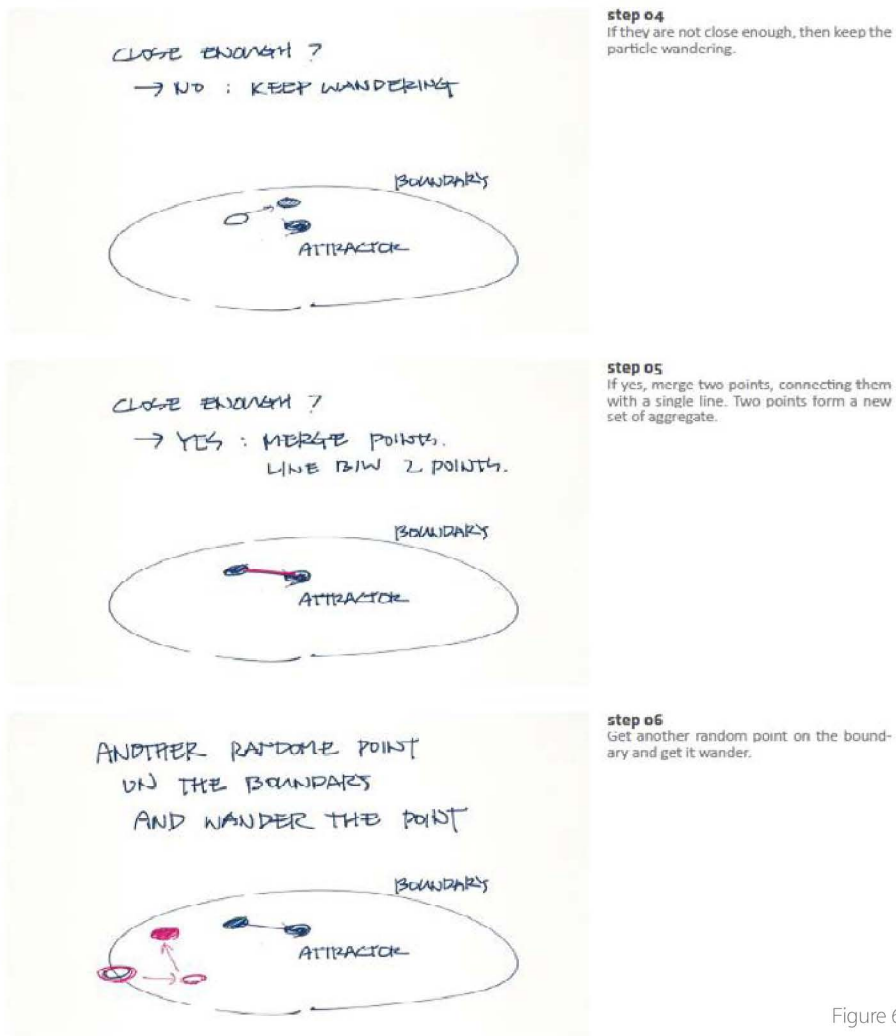 CLOSE ENOUGH ?
→ NO : KEEP WANDERING
BOUNDARY
ATTRACTOR
step 04
If they are not close enough, then keep the
particle wandering.
CLOSE ENOUGH ?
→ YES : MERGE POINTS.
LINE B/W 2 POINTS.
BOUNDARY
ATTRACTOR
step 05
If yes, merge two points, connecting them
with a single line. Two points form a new
set of aggregate.
ANOTHER RANDOME POINT
ON THE BOUNDARY
AND WANDER THE POINT
BOUNDARY
ATTRACTOR
step 06
Get another random point on the bound-
ary and get it wander.
Figure 6